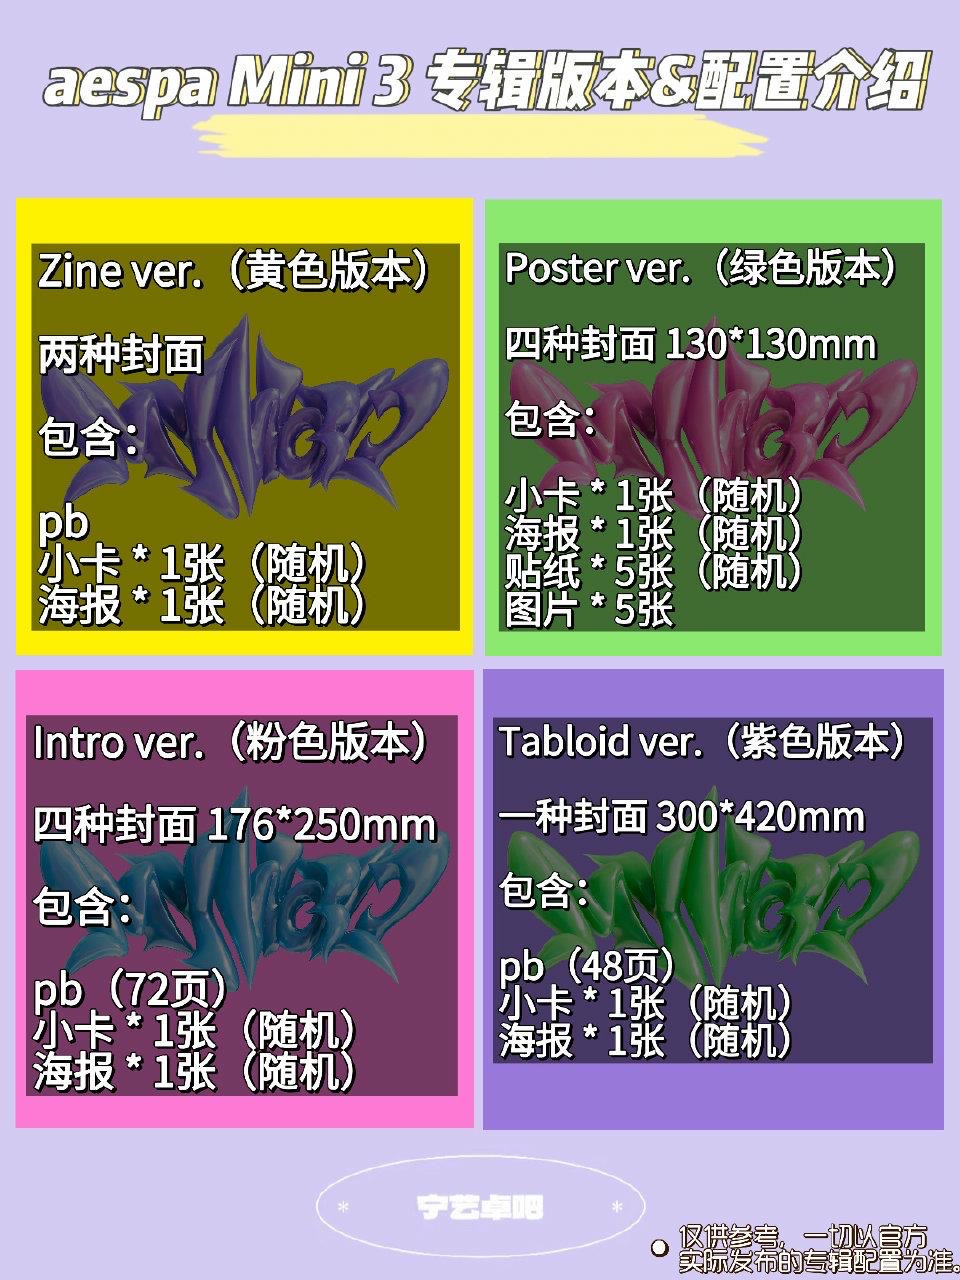 aespa Mini 3 专辑版本&配置介绍
Zine ver.（黄色版本）
两种封面
包含：
pb
小卡 * 1张（随机）
海报 * 1张（随机）
Poster ver.（绿色版本）
四种封面 130*130mm
包含：
小卡 * 1张（随机）
海报 * 1张（随机）
贴纸 * 5张（随机）
图片 * 5张
Intro ver.（粉色版本）
四种封面 176*250mm
包含：
pb（72页）
小卡 * 1张（随机）
海报 * 1张（随机）
Tabloid ver.（紫色版本）
一种封面 300*420mm
包含：
pb（48页）
小卡 * 1张（随机）
海报 * 1张（随机）
* 宁艺卓吧 *
仅供参考，一切以官方
实际发布的专辑配置为准。